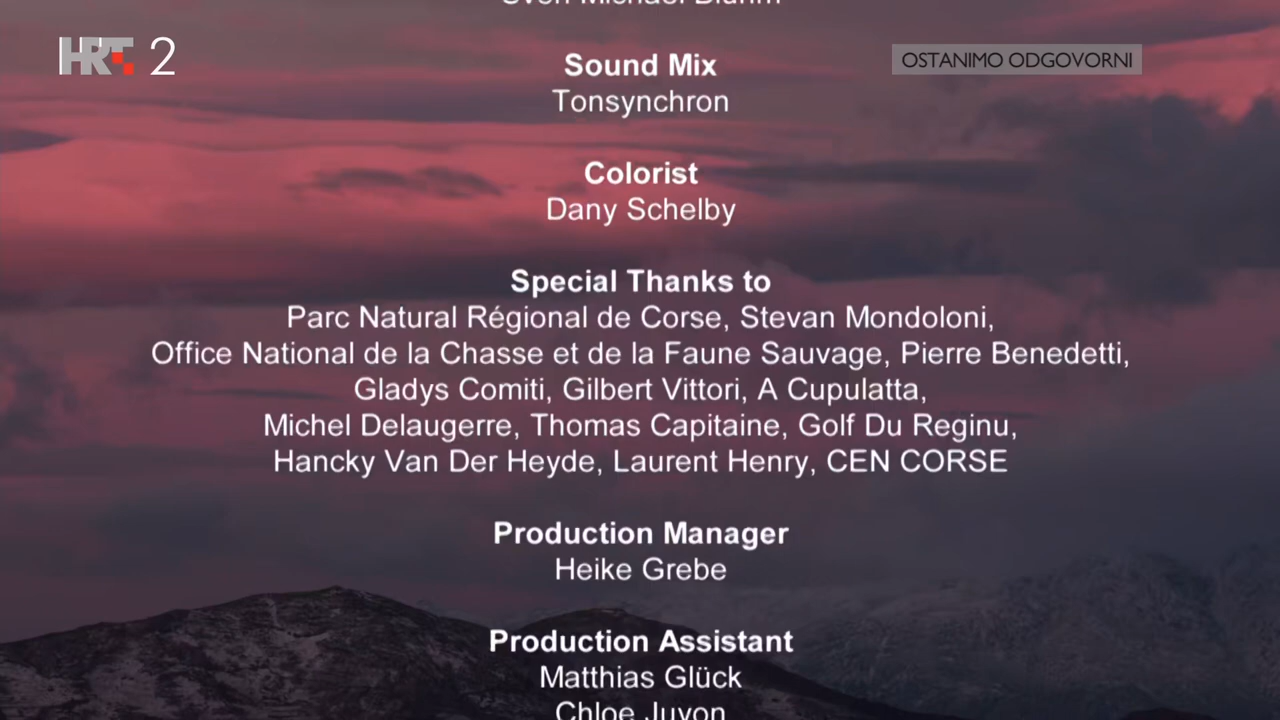 HRT 2
OSTANIMO ODGOVORNI
Sound Mix
Tonsynchron
Colorist
Dany Schelby
Special Thanks to
Parc Natural Régional de Corse, Stevan Mondoloni,
Office National de la Chasse et de la Faune Sauvage, Pierre Benedetti,
Gladys Comiti, Gilbert Vittori, A Cupulatta,
Michel Delaugerre, Thomas Capitaine, Golf Du Reginu,
Hancky Van Der Heyde, Laurent Henry, CEN CORSE
Production Manager
Heike Grebe
Production Assistant
Matthias Glück
Chloe Juvon